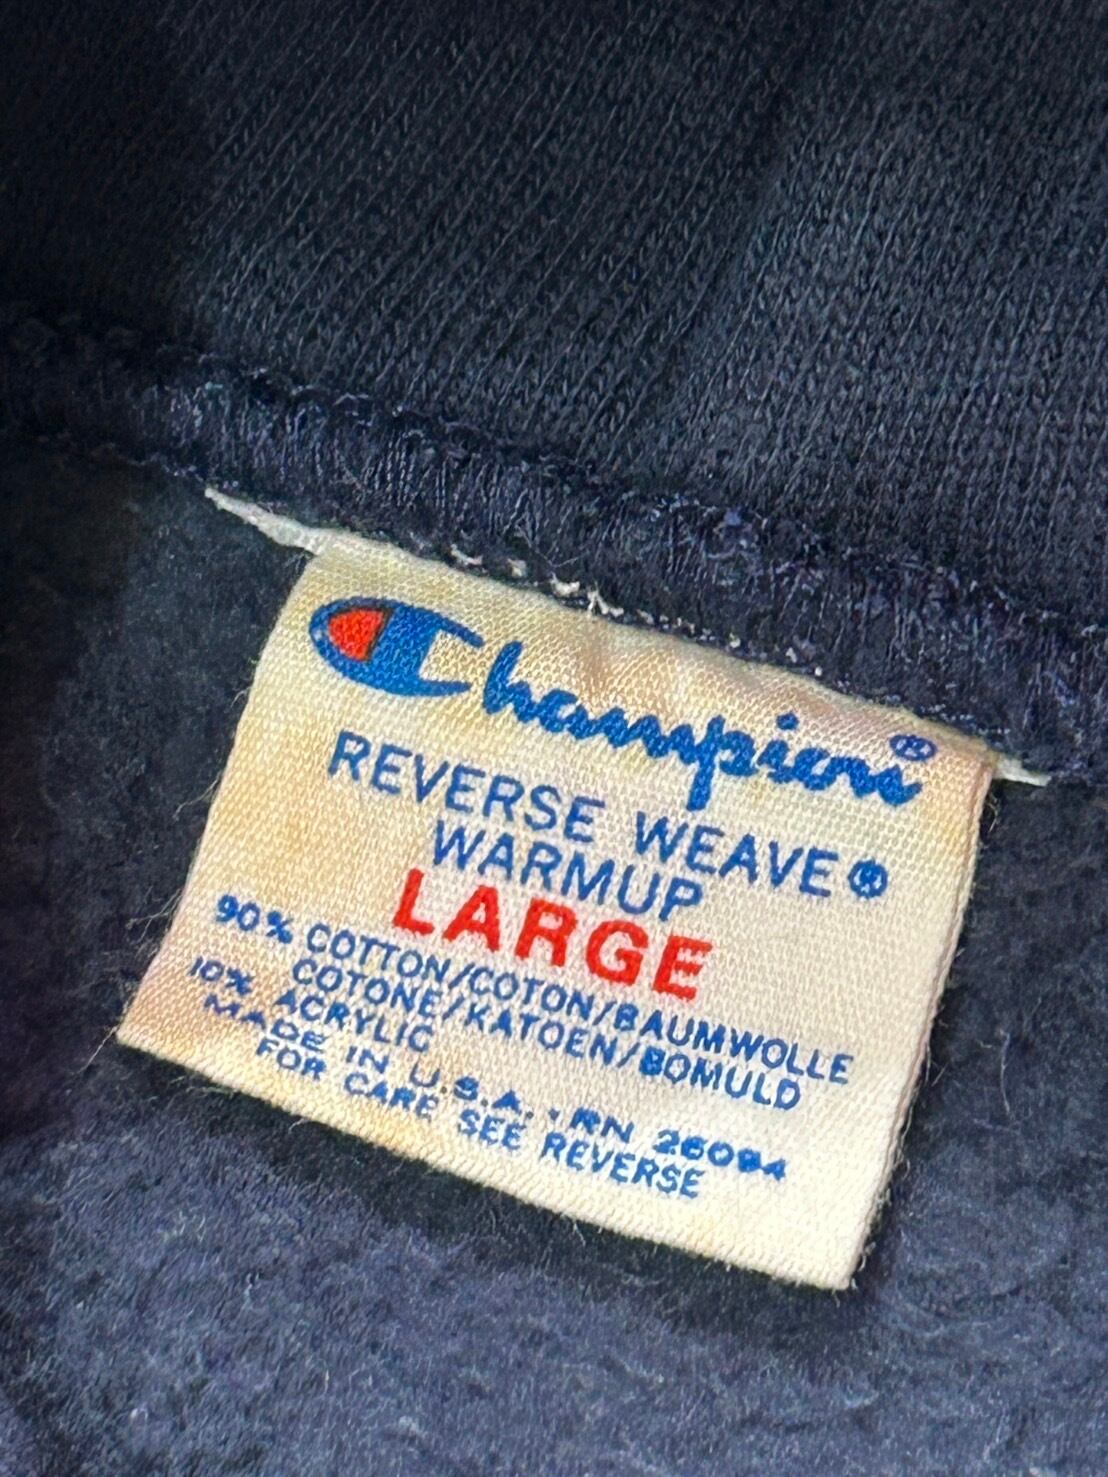 Champion®
REVERSE WEAVE®
WARMUP
LARGE
90% COTTON/COTON/BAUMWOLLE
COTONE/KATOEN/BOMULD
10% ACRYLIC
MADE IN U.S.A. · RN 26094
FOR CARE SEE REVERSE